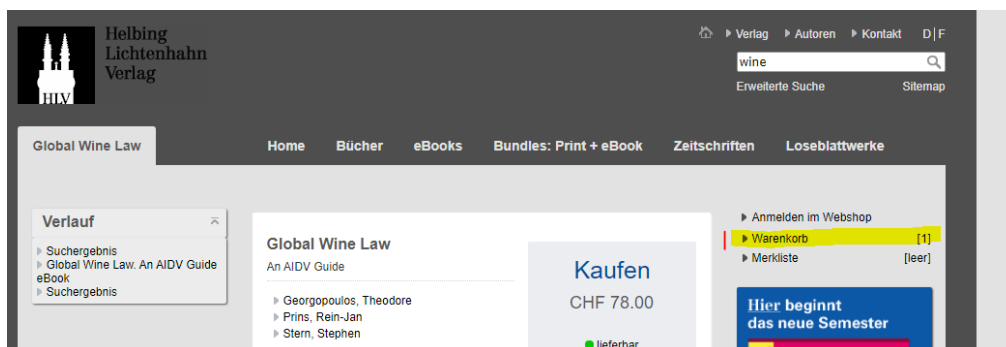 Helbing
Lichtenhahn
Verlag
HLV
Verlag Autoren Kontakt D|F
wine
Erweiterte Suche Sitemap
Global Wine Law Home Bücher eBooks Bundles: Print + eBook Zeitschriften Loseblattwerke
Verlauf
Suchergebnis
Global Wine Law. An AIDV Guide
eBook
Suchergebnis
Global Wine Law
An AIDV Guide
Georgopoulos, Theodore
Prins, Rein-Jan
Stern, Stephen
Kaufen
CHF 78.00
lieferbar
Anmelden im Webshop
Warenkorb [1]
Merkliste [leer]
Hier beginnt
das neue Semester